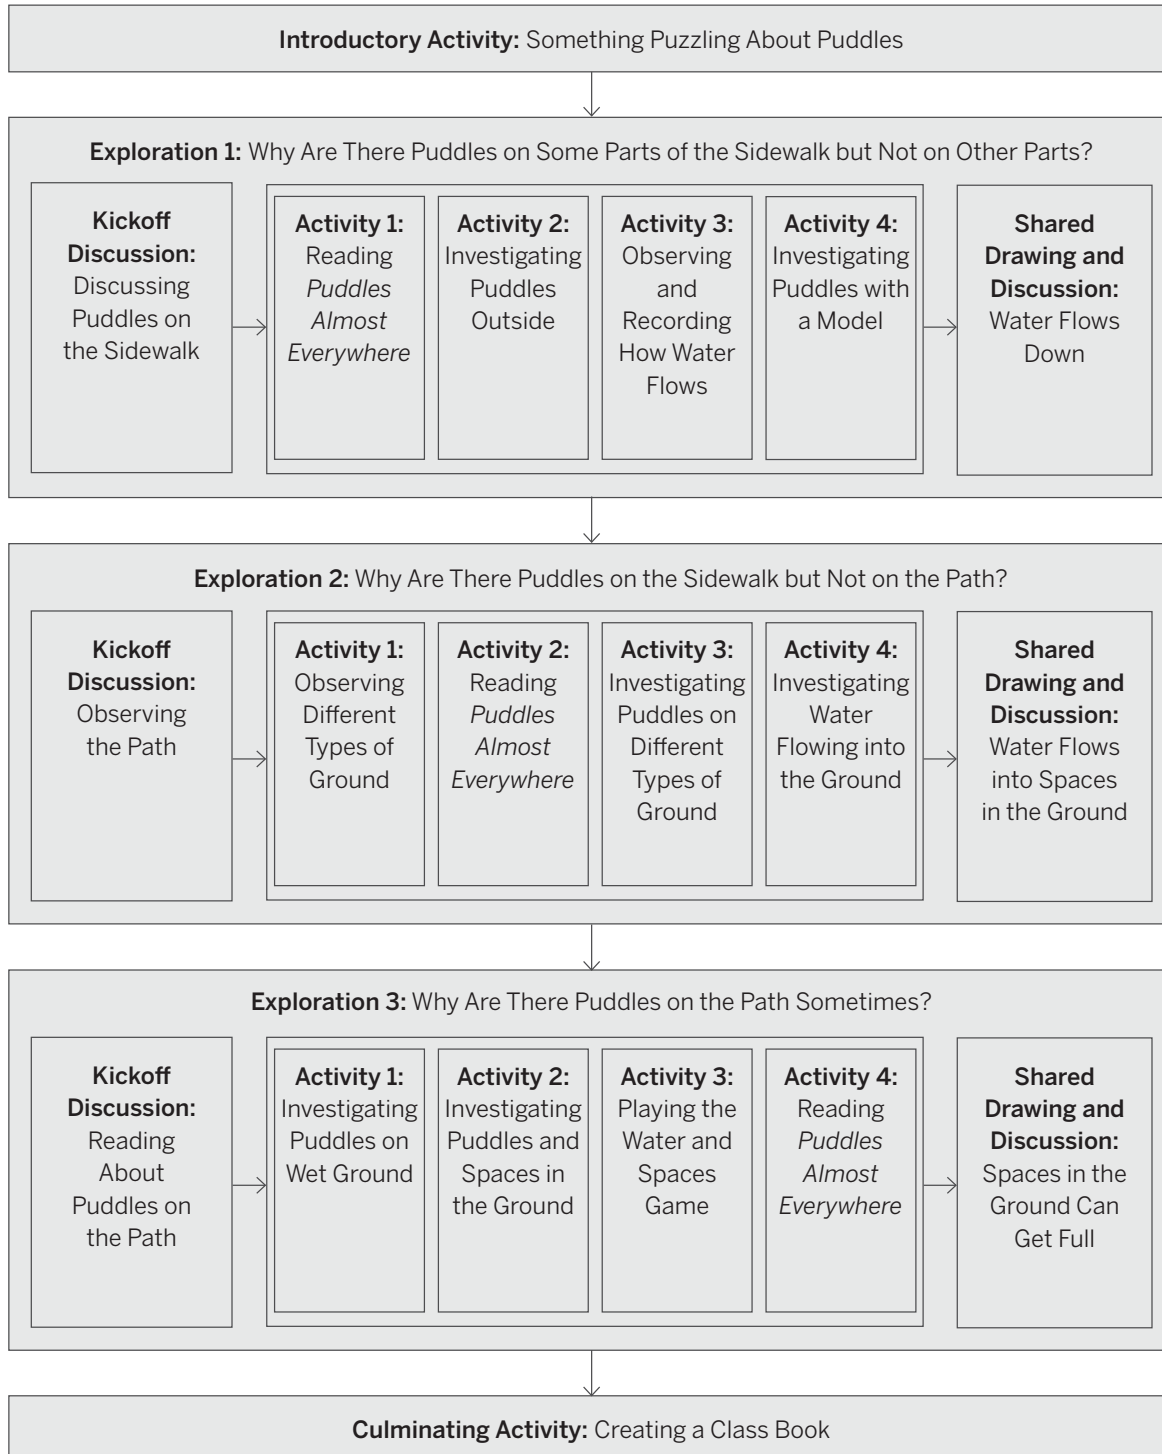 Introductory Activity: Something Puzzling About Puddles
Exploration 1: Why Are There Puddles on Some Parts of the Sidewalk but Not on Other Parts?
Kickoff
Discussion:
Discussing
Puddles on
the Sidewalk
Activity 1:
Reading
Puddles
Almost
Everywhere
Activity 2:
Investigating
Puddles
Outside
Activity 3:
Observing
and
Recording
How Water
Flows
Activity 4:
Investigating
Puddles with
a Model
Shared
Drawing and
Discussion:
Water Flows
Down
Exploration 2: Why Are There Puddles on the Sidewalk but Not on the Path?
Kickoff
Discussion:
Observing
the Path
Activity 1:
Observing
Different
Types of
Ground
Activity 2:
Reading
Puddles
Almost
Everywhere
Activity 3:
Investigating
Puddles on
Different
Types of
Ground
Activity 4:
Investigating
Water
Flowing into
the Ground
Shared
Drawing and
Discussion:
Water Flows
into Spaces
in the Ground
Exploration 3: Why Are There Puddles on the Path Sometimes?
Kickoff
Discussion:
Reading
About
Puddles on
the Path
Activity 1:
Investigating
Puddles on
Wet Ground
Activity 2:
Investigating
Puddles and
Spaces in
the Ground
Activity 3:
Playing the
Water and
Spaces
Game
Activity 4:
Reading
Puddles
Almost
Everywhere
Shared
Drawing and
Discussion:
Spaces in the
Ground Can
Get Full
Culminating Activity: Creating a Class Book